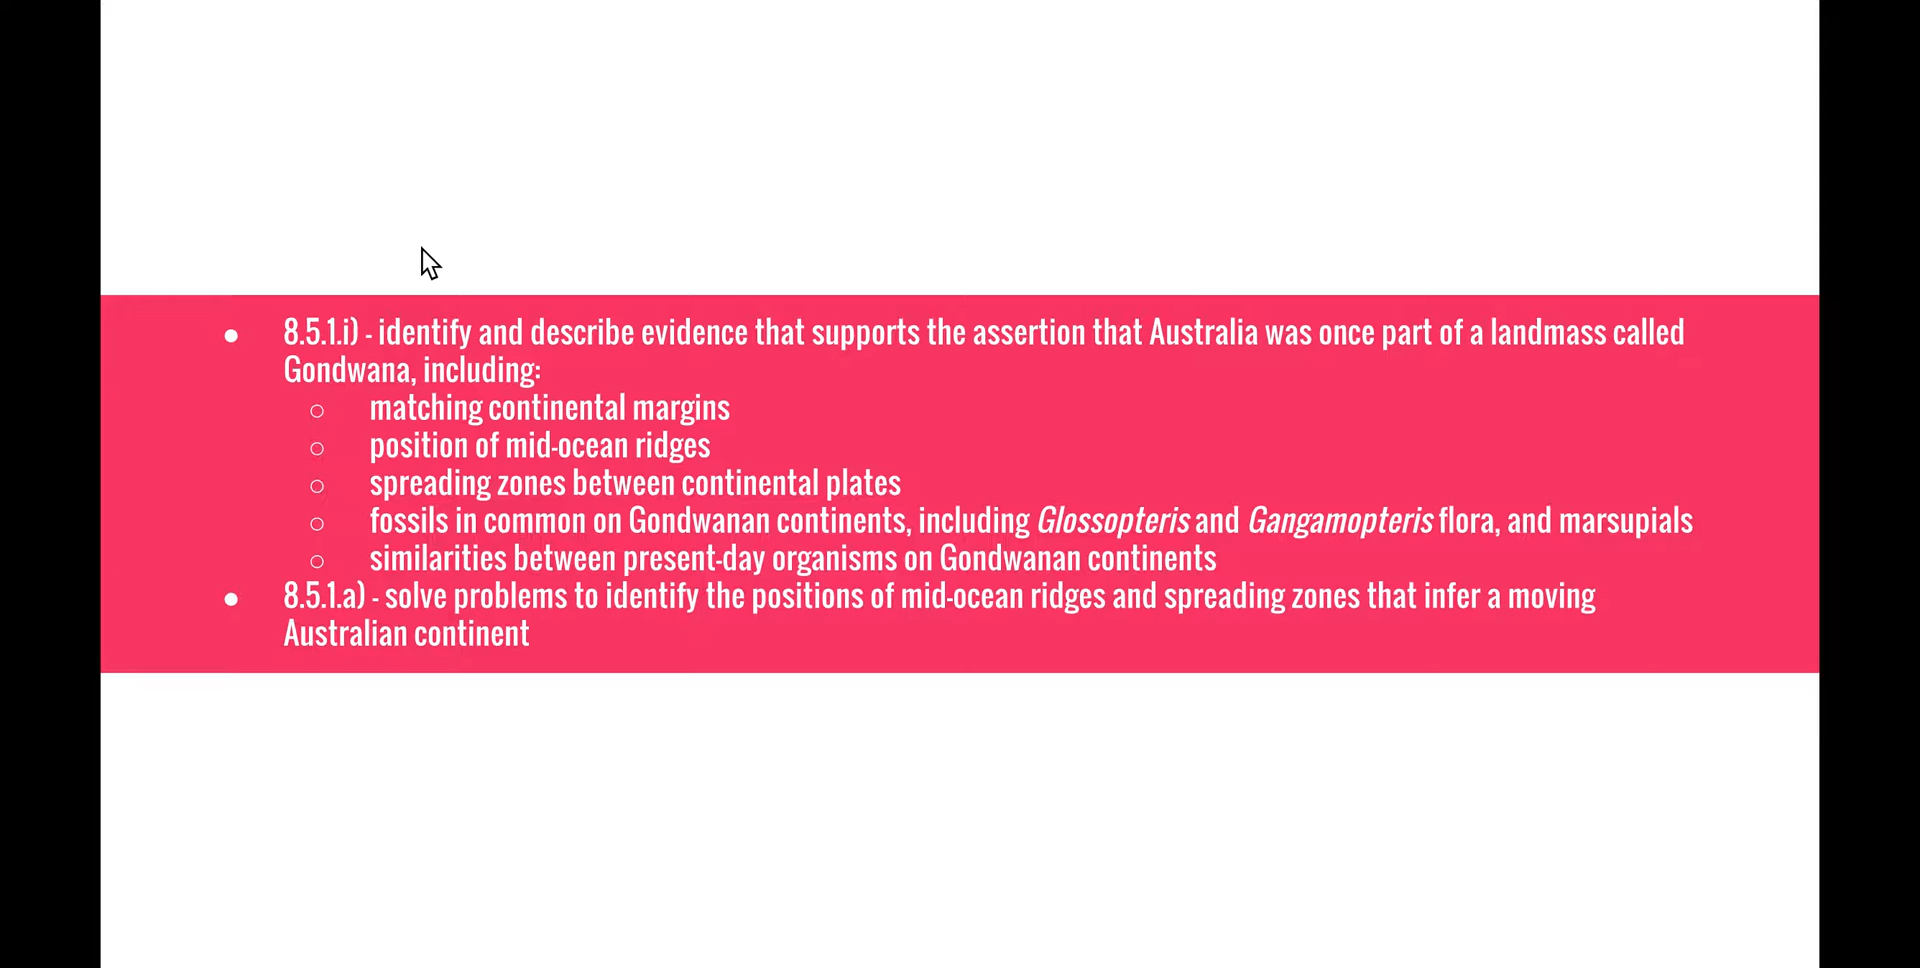 ● 8.5.1.i) - identify and describe evidence that supports the assertion that Australia was once part of a landmass called
Gondwana, including:
○ matching continental margins
○ position of mid-ocean ridges
○ spreading zones between continental plates
○ fossils in common on Gondwanan continents, including Glossopteris and Gangamopteris flora, and marsupials
○ similarities between present-day organisms on Gondwanan continents
● 8.5.1.a) - solve problems to identify the positions of mid-ocean ridges and spreading zones that infer a moving
Australian continent